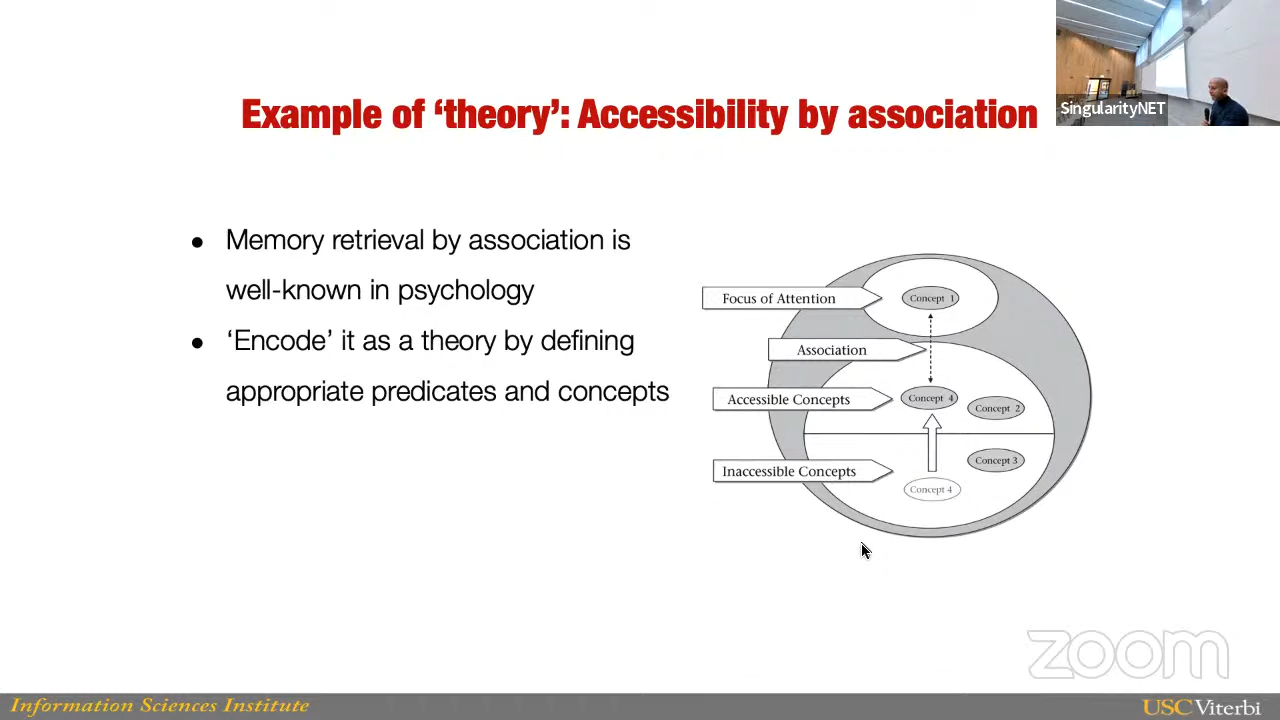 SingularityNET
Example of ‘theory’: Accessibility by association
● Memory retrieval by association is
well-known in psychology
● ‘Encode’ it as a theory by defining
appropriate predicates and concepts
Focus of Attention
Concept 1
Association
Accessible Concepts
Concept 4
Concept 2
Inaccessible Concepts
Concept 3
Concept 4
zoom
Information Sciences Institute
USC Viterbi